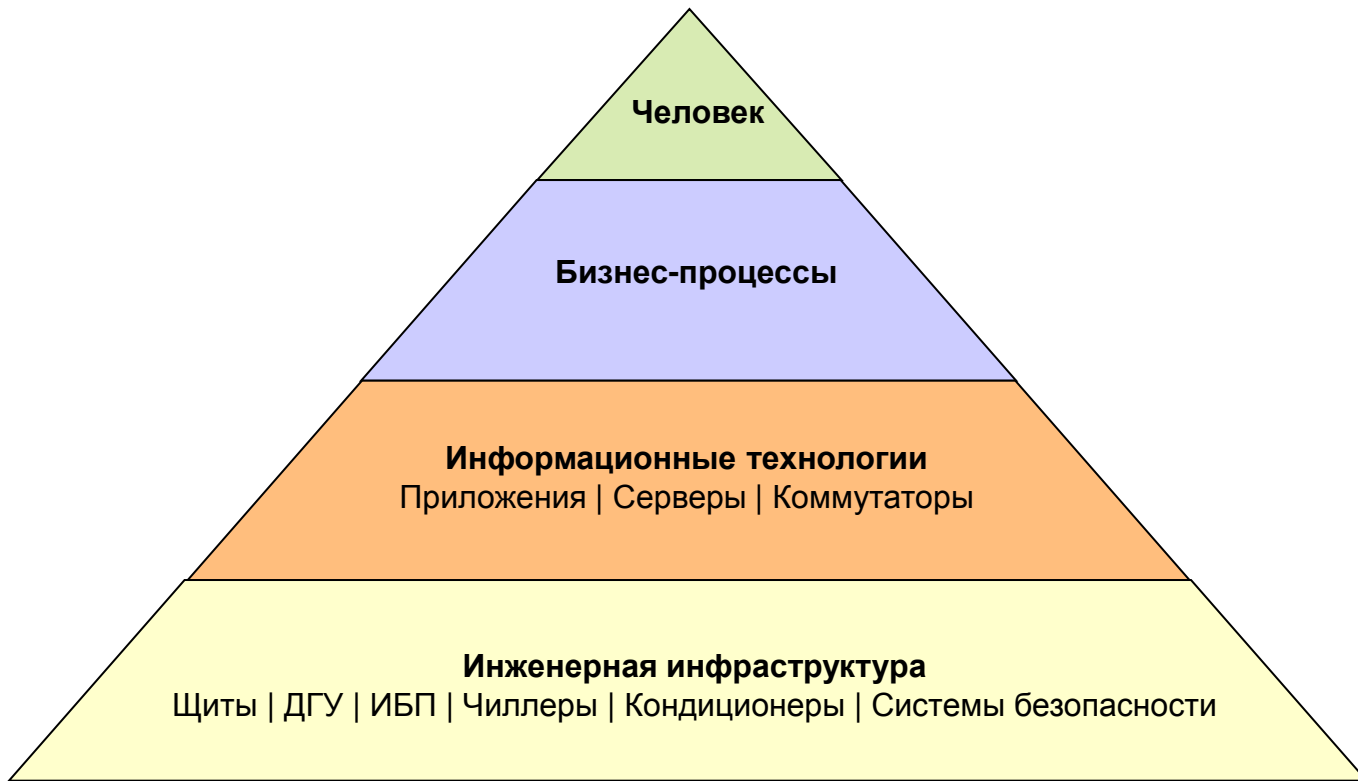 Человек
Бизнес-процессы
Информационные технологии
Приложения | Серверы | Коммутаторы
Инженерная инфраструктура
Щиты | ДГУ | ИБП | Чиллеры | Кондиционеры | Системы безопасности